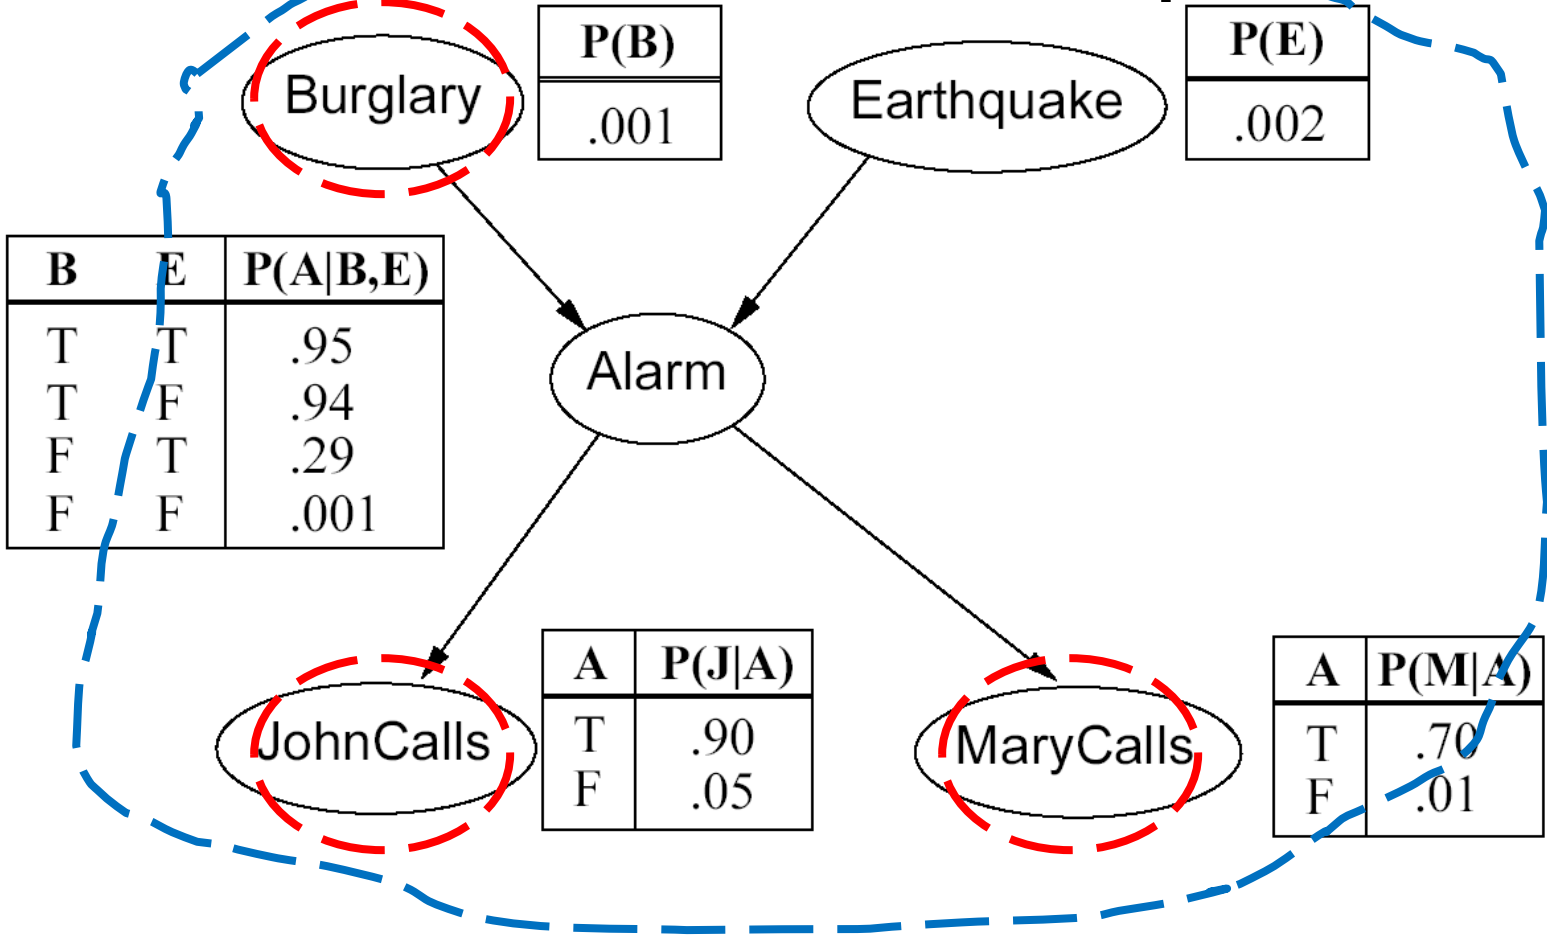 Burglary
P(B)
.001
Earthquake
P(E)
.002
B E P(A|B,E)
T T .95
T F .94
F T .29
F F .001
Alarm
JohnCalls
A P(J|A)
T .90
F .05
MaryCalls
A P(M|A)
T .70
F .01